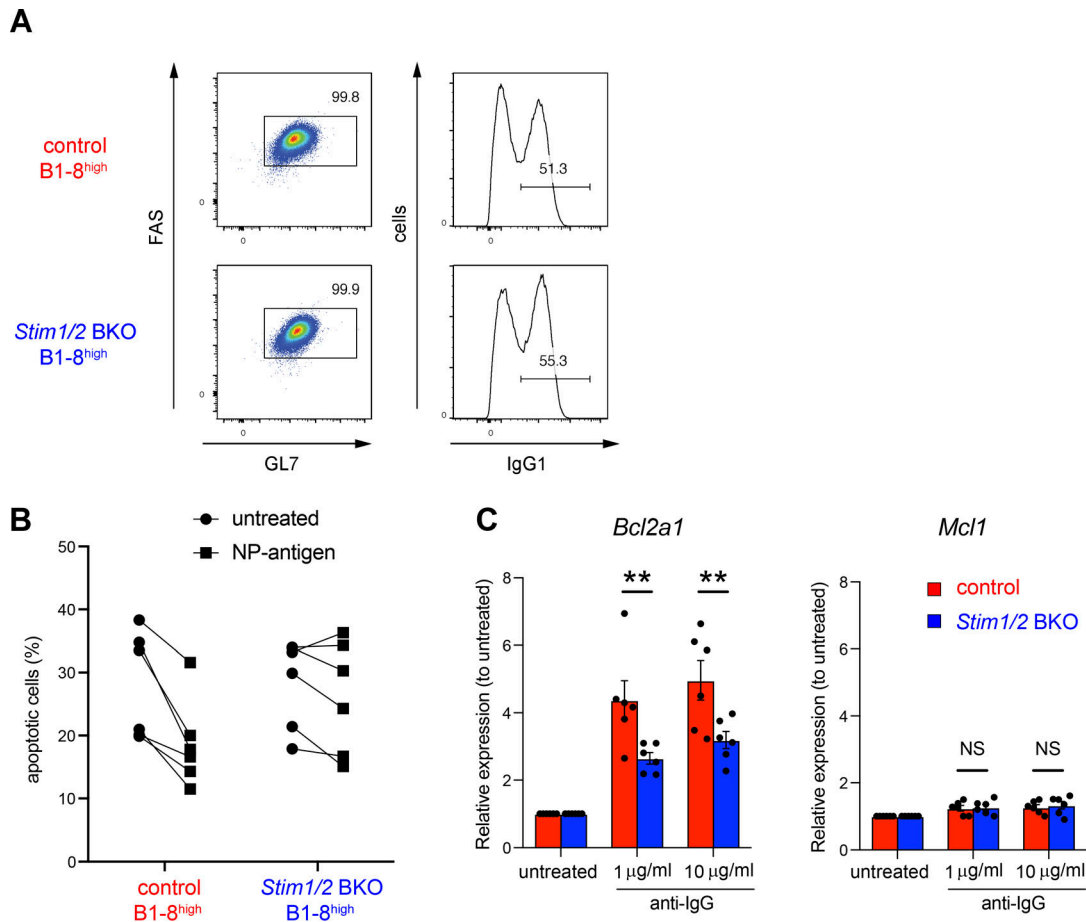 A
control
B1-8high
Stim1/2 BKO
B1-8high
FAS
99.8
0
0
99.9
0
0
GL7
cells
51.3
0
0
55.3
0
0
IgG1
B
untreated
NP-antigen
apoptotic cells (%)
50
40
30
20
10
0
control
B1-8high
Stim1/2 BKO
B1-8high
C
Bcl2a1
Relative expression (to untreated)
8
6
4
2
0
**
**
untreated
1 μg/ml
10 μg/ml
anti-IgG
Mcl1
control
Stim1/2 BKO
Relative expression (to untreated)
8
6
4
2
0
NS
NS
untreated
1 μg/ml
10 μg/ml
anti-IgG